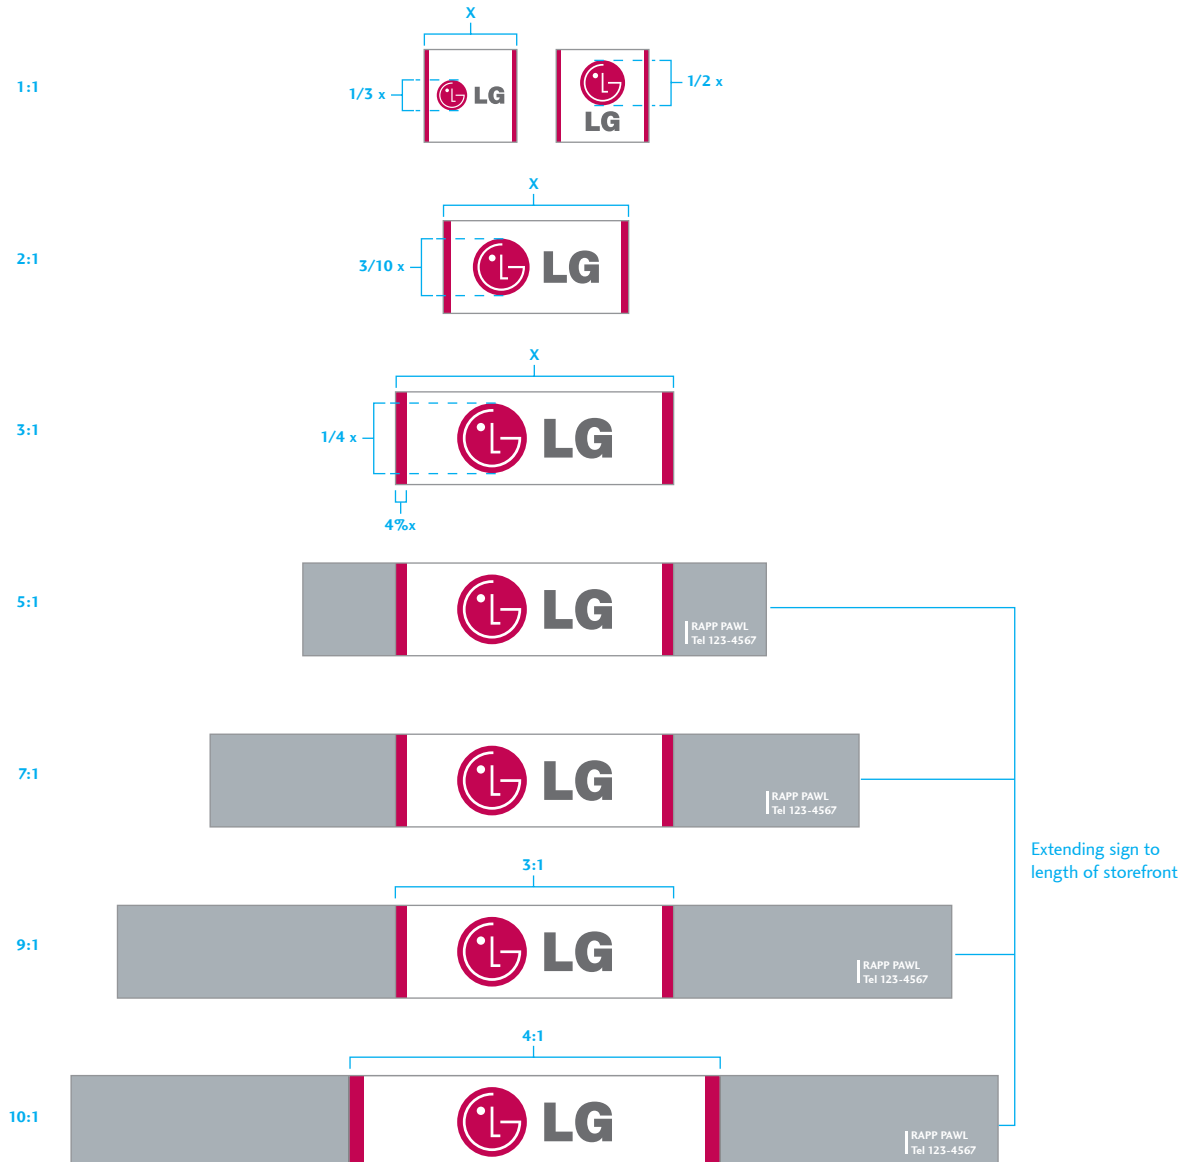 X
1:1
1/3 x
LG
1/2 x
LG
X
2:1
3/10 x
LG
X
3:1
1/4 x
LG
4%x
5:1
LG
RAPP PAWL
Tel 123-4567
7:1
LG
RAPP PAWL
Tel 123-4567
Extending sign to
length of storefront
3:1
9:1
LG
RAPP PAWL
Tel 123-4567
4:1
10:1
LG
RAPP PAWL
Tel 123-4567